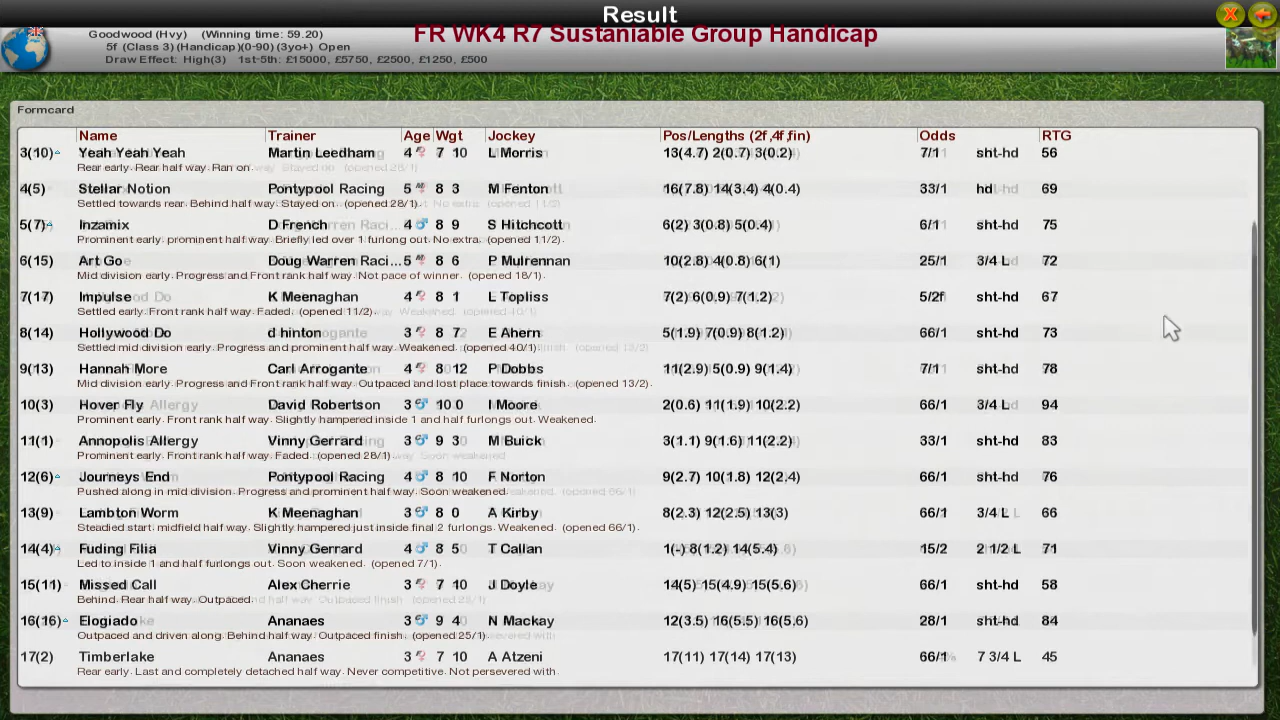 Result
FR WK4 R7 Sustaniable Group Handicap
Goodwood (Hvy) (Winning time: 59.20)
5f (Class 3) (Handicap)(0-90) (3yo+) Open
Draw Effect: High(3) 1st-5th: £15000, £5750, £2500, £1250, £500
Formcard
Name Trainer Age Wgt Jockey Pos/Lengths (2f,4f,fin) Odds RTG
3(10) Yeah Yeah Yeah Martin Leedham 4 7 10 L Morris 13(4.7) 2(0.7) 3(0.2) 7/1 sht-hd 56
Rear early. Rear half way. Ran on.
4(5) Stellar Notion Pontypool Racing 5 8 3 M Fenton 16(7.8) 14(3.4) 4(0.4) 33/1 hd 69
Settled towards rear. Behind half way. Stayed on. (opened 28/1).
5(7) Inzamix D French 4 8 9 S Hitchcott 6(2) 3(0.8) 5(0.4) 6/1 sht-hd 75
Prominent early. prominent half way. Briefly led over 1 furlong out. No extra. (opened 11/2).
6(15) Art Go Doug Warren Raci... 5 8 6 P Mulrennan 10(2.8) 4(0.8) 6(1) 25/1 3/4 L 72
Mid division early. Progress and Front rank half way. Not pace of winner. (opened 18/1).
7(17) Impulse K Meenaghan 4 8 1 L Topliss 7(2) 6(0.9) 7(1.2) 5/2f sht-hd 67
Settled early. Front rank half way. Faded. (opened 11/2).
8(14) Hollywood Do d hinton 3 8 7 E Ahern 5(1.9) 7(0.9) 8(1.2) 66/1 sht-hd 73
Settled mid division early. Progress and prominent half way. Weakened. (opened 40/1).
9(13) Hannah More Carl Arrogante 4 8 12 P Dobbs 11(2.9) 5(0.9) 9(1.4) 7/1 sht-hd 78
Mid division early. Progress and Front rank half way. Outpaced and lost place towards finish. (opened 13/2).
10(3) Hover Fly David Robertson 3 10 0 I Moore 2(0.6) 11(1.9) 10(2.2) 66/1 3/4 L 94
Prominent early. Front rank half way. Slightly hampered inside 1 and half furlongs out. Weakened.
11(1) Annopolis Allergy Vinny Gerrard 3 9 3 M Buick 3(1.1) 9(1.6) 11(2.2) 33/1 sht-hd 83
Prominent early. Front rank half way. Faded. (opened 28/1).
12(6) Journeys End Pontypool Racing 4 8 10 F Norton 9(2.7) 10(1.8) 12(2.4) 66/1 sht-hd 76
Pushed along in mid division. Progress and prominent half way. Soon weakened.
13(9) Lambton Worm K Meenaghan 3 8 0 A Kirby 8(2.3) 12(2.5) 13(3) 66/1 3/4 L 66
Steadied start. midfield half way. Slightly hampered just inside final 2 furlongs. Weakened. (opened 66/1).
14(4) Fuding Filia Vinny Gerrard 4 8 5 T Callan 1(-) 8(1.2) 14(5.4) 15/2 2 1/2 L 71
Led to inside 1 and half furlongs out. Soon weakened. (opened 7/1).
15(11) Missed Call Alex Cherrie 3 7 10 J Doyle 14(5) 15(4.9) 15(5.6) 66/1 sht-hd 58
Behind. Rear half way. Outpaced.
16(16) Elogiado Ananaes 3 9 4 N Mackay 12(3.5) 16(5.5) 16(5.6) 28/1 sht-hd 84
Outpaced and driven along. Behind half way. Outpaced finish. (opened 25/1).
17(2) Timberlake Ananaes 3 7 10 A Atzeni 17(11) 17(14) 17(13) 66/1 7 3/4 L 45
Rear early. Last and completely detached half way. Never competitive. Not persevered with.